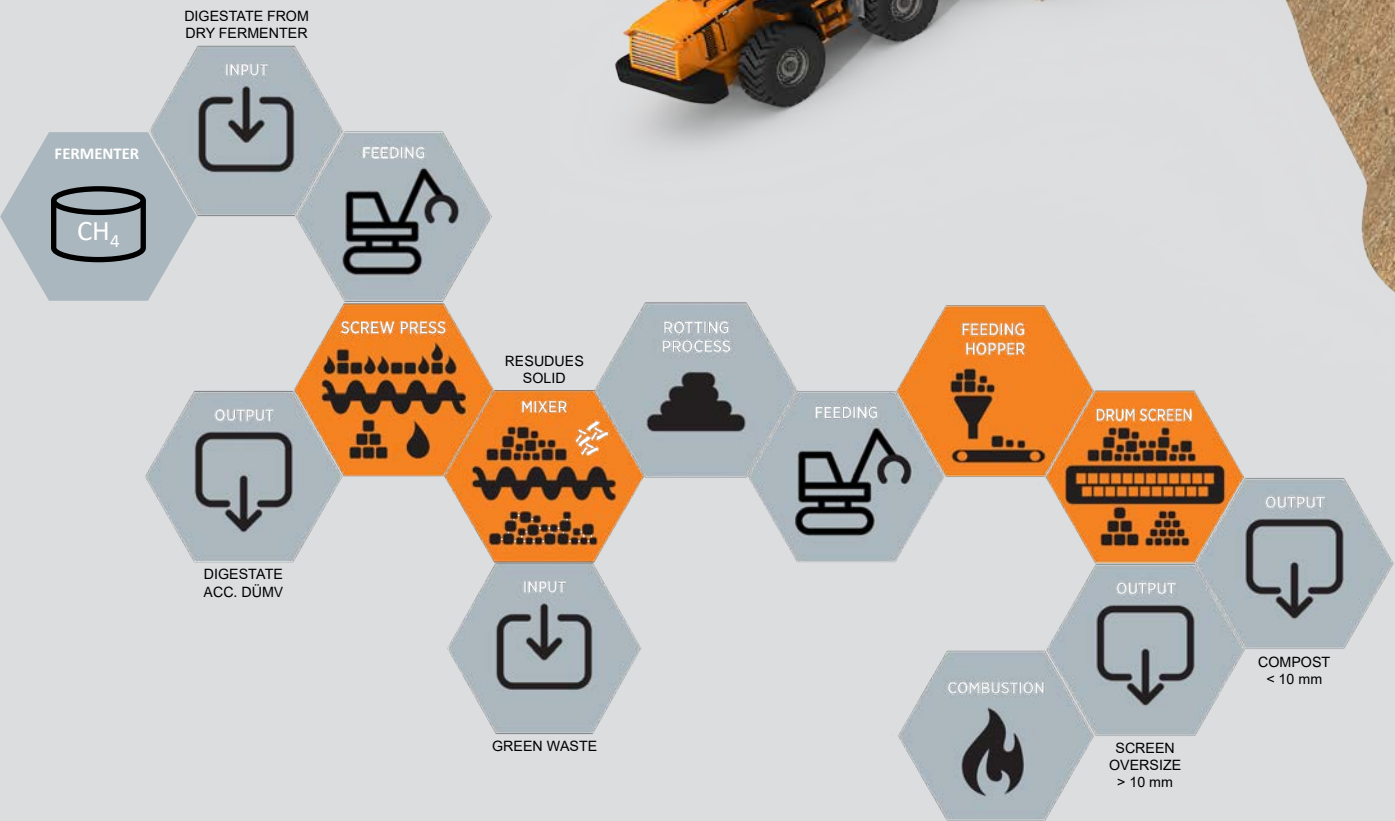 DIGESTATE FROM
DRY FERMENTER
INPUT
FERMENTER
CH₄
FEEDING
SCREW PRESS
OUTPUT
DIGESTATE
ACC. DÜMV
RESUDUES
SOLID
MIXER
INPUT
GREEN WASTE
ROTTING
PROCESS
FEEDING
FEEDING
HOPPER
DRUM SCREEN
OUTPUT
COMPOST
< 10 mm
OUTPUT
SCREEN
OVERSIZE
> 10 mm
COMBUSTION